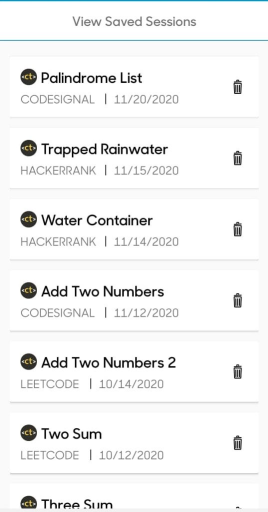 View Saved Sessions
<ct> Palindrome List
CODESIGNAL | 11/20/2020
<ct> Trapped Rainwater
HACKERRANK | 11/15/2020
<ct> Water Container
HACKERRANK | 11/14/2020
<ct> Add Two Numbers
CODESIGNAL | 11/12/2020
<ct> Add Two Numbers 2
LEETCODE | 10/14/2020
<ct> Two Sum
LEETCODE | 10/12/2020
<ct> Three Sum